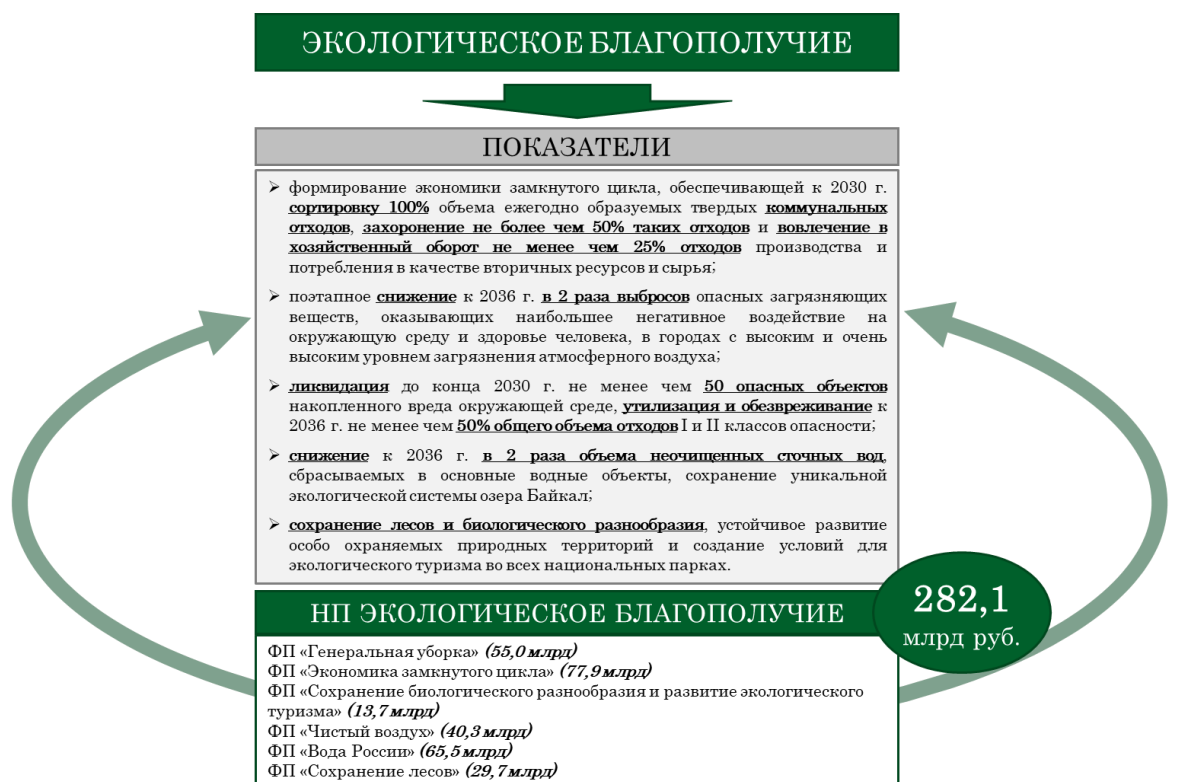 ЭКОЛОГИЧЕСКОЕ БЛАГОПОЛУЧИЕ
ПОКАЗАТЕЛИ
➢ формирование экономики замкнутого цикла, обеспечивающей к 2030 г.
сортировку 100% объема ежегодно образуемых твердых коммунальных
отходов, захоронение не более чем 50% таких отходов и вовлечение в
хозяйственный оборот не менее чем 25% отходов производства и
потребления в качестве вторичных ресурсов и сырья;
➢ поэтапное снижение к 2036 г. в 2 раза выбросов опасных загрязняющих
веществ, оказывающих наибольшее негативное воздействие на
окружающую среду и здоровье человека, в городах с высоким и очень
высоким уровнем загрязнения атмосферного воздуха;
➢ ликвидация до конца 2030 г. не менее чем 50 опасных объектов
накопленного вреда окружающей среде, утилизация и обезвреживание к
2036 г. не менее чем 50% общего объема отходов I и II классов опасности;
➢ снижение к 2036 г. в 2 раза объема неочищенных сточных вод,
сбрасываемых в основные водные объекты, сохранение уникальной
экологической системы озера Байкал;
➢ сохранение лесов и биологического разнообразия, устойчивое развитие
особо охраняемых природных территорий и создание условий для
экологического туризма во всех национальных парках.
НП ЭКОЛОГИЧЕСКОЕ БЛАГОПОЛУЧИЕ
282,1
млрд руб.
ФП «Генеральная уборка» (55,0 млрд)
ФП «Экономика замкнутого цикла» (77,9 млрд)
ФП «Сохранение биологического разнообразия и развитие экологического
туризма» (13,7 млрд)
ФП «Чистый воздух» (40,3 млрд)
ФП «Вода России» (65,5 млрд)
ФП «Сохранение лесов» (29,7 млрд)